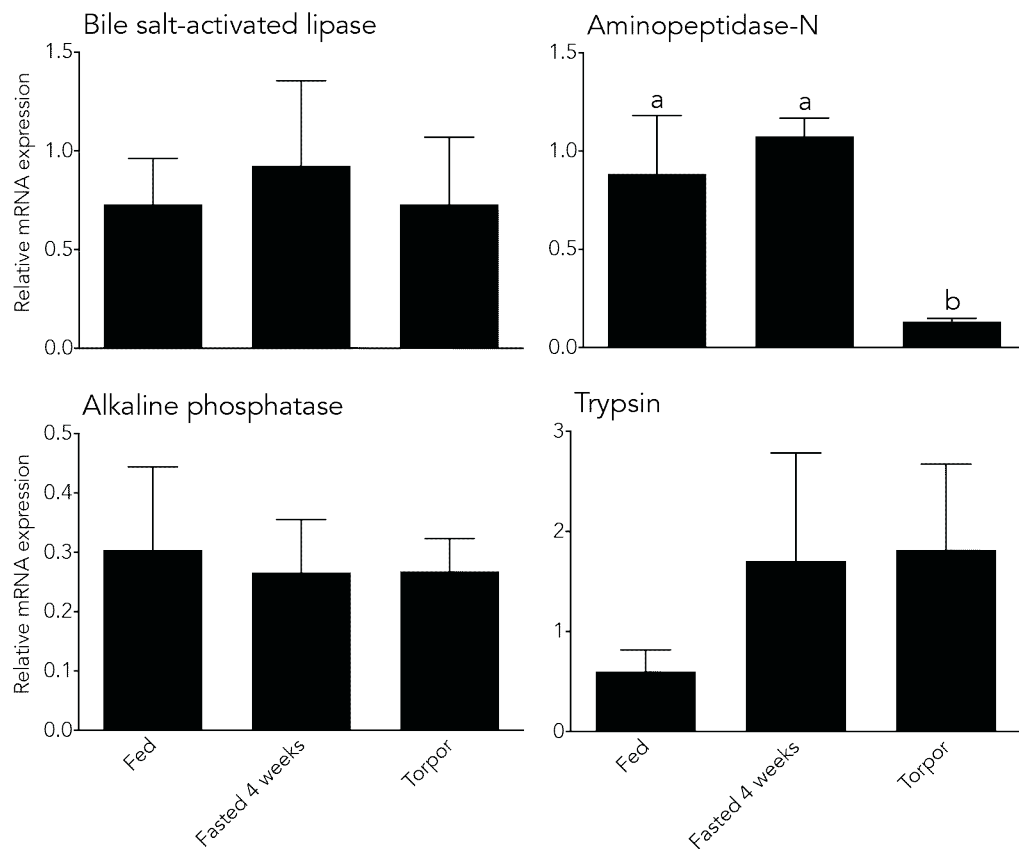 Bile salt-activated lipase
Relative mRNA expression
1.5
1.0
0.5
0.0
Aminopeptidase-N
1.5
1.0
0.5
0.0
a
a
b
Alkaline phosphatase
Relative mRNA expression
0.5
0.4
0.3
0.2
0.1
0.0
Fed
Fasted 4 weeks
Torpor
Trypsin
3
2
1
0
Fed
Fasted 4 weeks
Torpor